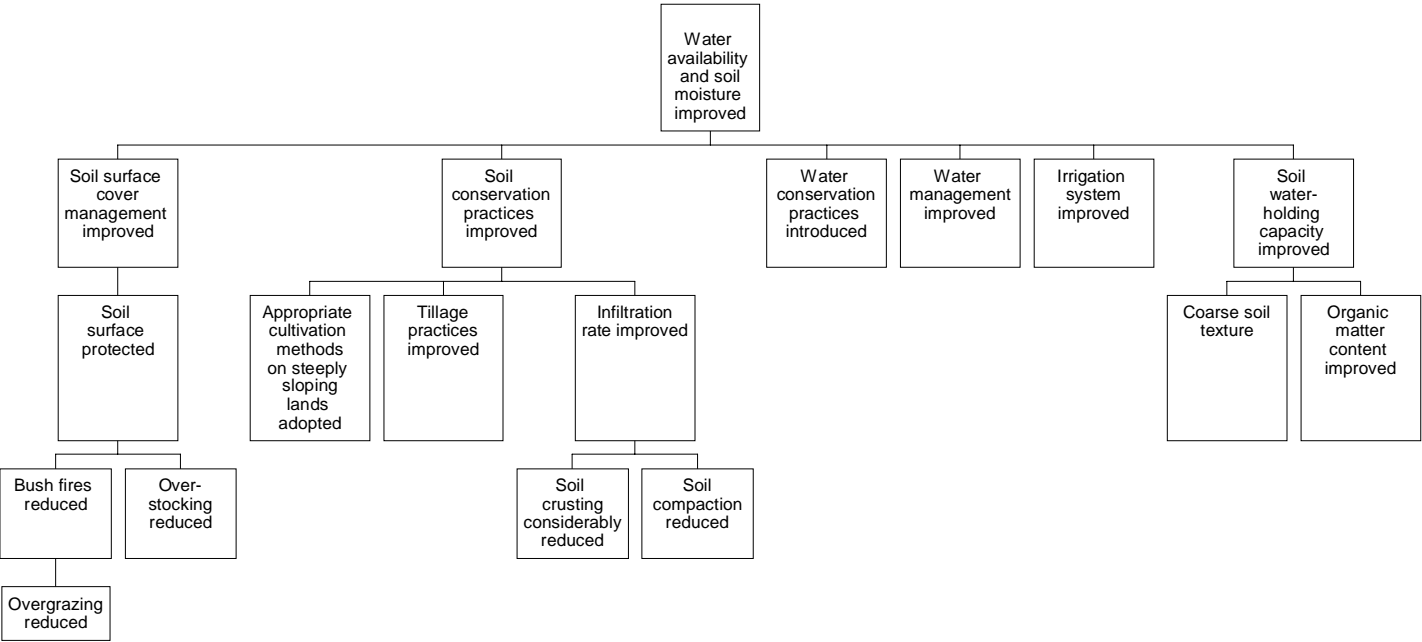 Water
availability
and soil
moisture
improved
Soil surface
cover
management
improved
Soil
conservation
practices
improved
Water
conservation
practices
introduced
Water
management
improved
Irrigation
system
improved
Soil
water-
holding
capacity
improved
Soil
surface
protected
Appropriate
cultivation
methods
on steeply
sloping
lands
adopted
Tillage
practices
improved
Infiltration
rate improved
Coarse soil
texture
Organic
matter
content
improved
Bush fires
reduced
Over-
stocking
reduced
Soil
crusting
considerably
reduced
Soil
compaction
reduced
Overgrazing
reduced